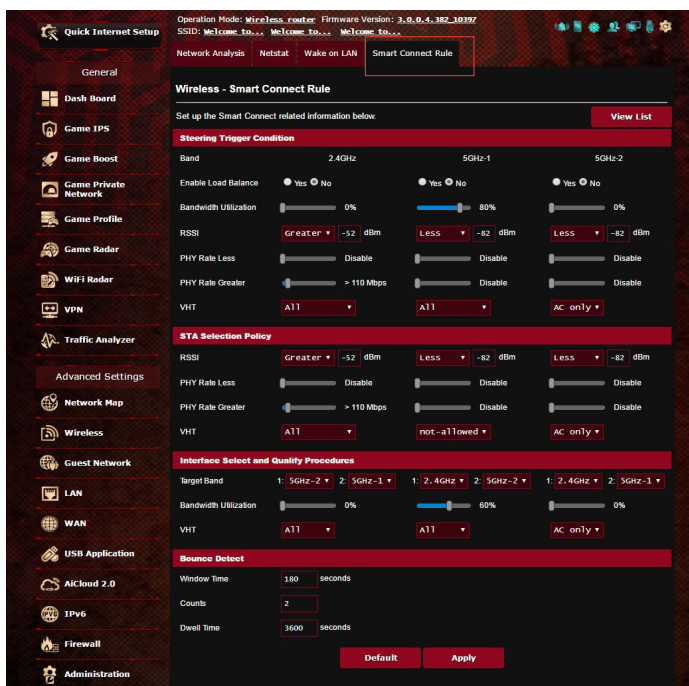 Quick Internet Setup
General
Dash Board
Game IPS
Game Boost
Game Private
Network
Game Profile
Game Radar
WiFi Radar
VPN
Traffic Analyzer
Advanced Settings
Network Map
Wireless
Guest Network
LAN
WAN
USB Application
AiCloud 2.0
IPv6
Firewall
Administration
Operation Mode: Wireless router Firmware Version: 3.0.0.4.382_10397
SSID: Welcome to... Welcome to... Welcome to...
Network Analysis Netstat Wake on LAN Smart Connect Rule
Wireless - Smart Connect Rule
Set up the Smart Connect related information below. View List
Steering Trigger Condition
Band 2.4GHz 5GHz-1 5GHz-2
Enable Load Balance Yes No Yes No Yes No
Bandwidth Utilization 0% 80% 0%
RSSI Greater -52 dBm Less -82 dBm Less -82 dBm
PHY Rate Less Disable Disable Disable
PHY Rate Greater > 110 Mbps Disable Disable
VHT All All AC only
STA Selection Policy
RSSI Greater -52 dBm Less -82 dBm Less -82 dBm
PHY Rate Less Disable Disable Disable
PHY Rate Greater > 110 Mbps Disable Disable
VHT All not-allowed AC only
Interface Select and Quality Procedures
Target Band 1: 5GHz-2 2: 5GHz-1 1: 2.4GHz 2: 5GHz-2 1: 2.4GHz 2: 5GHz-1
Bandwidth Utilization 0% 60% 0%
VHT All All AC only
Bounce Detect
Window Time 180 seconds
Counts 2
Dwell Time 3600 seconds
Default Apply